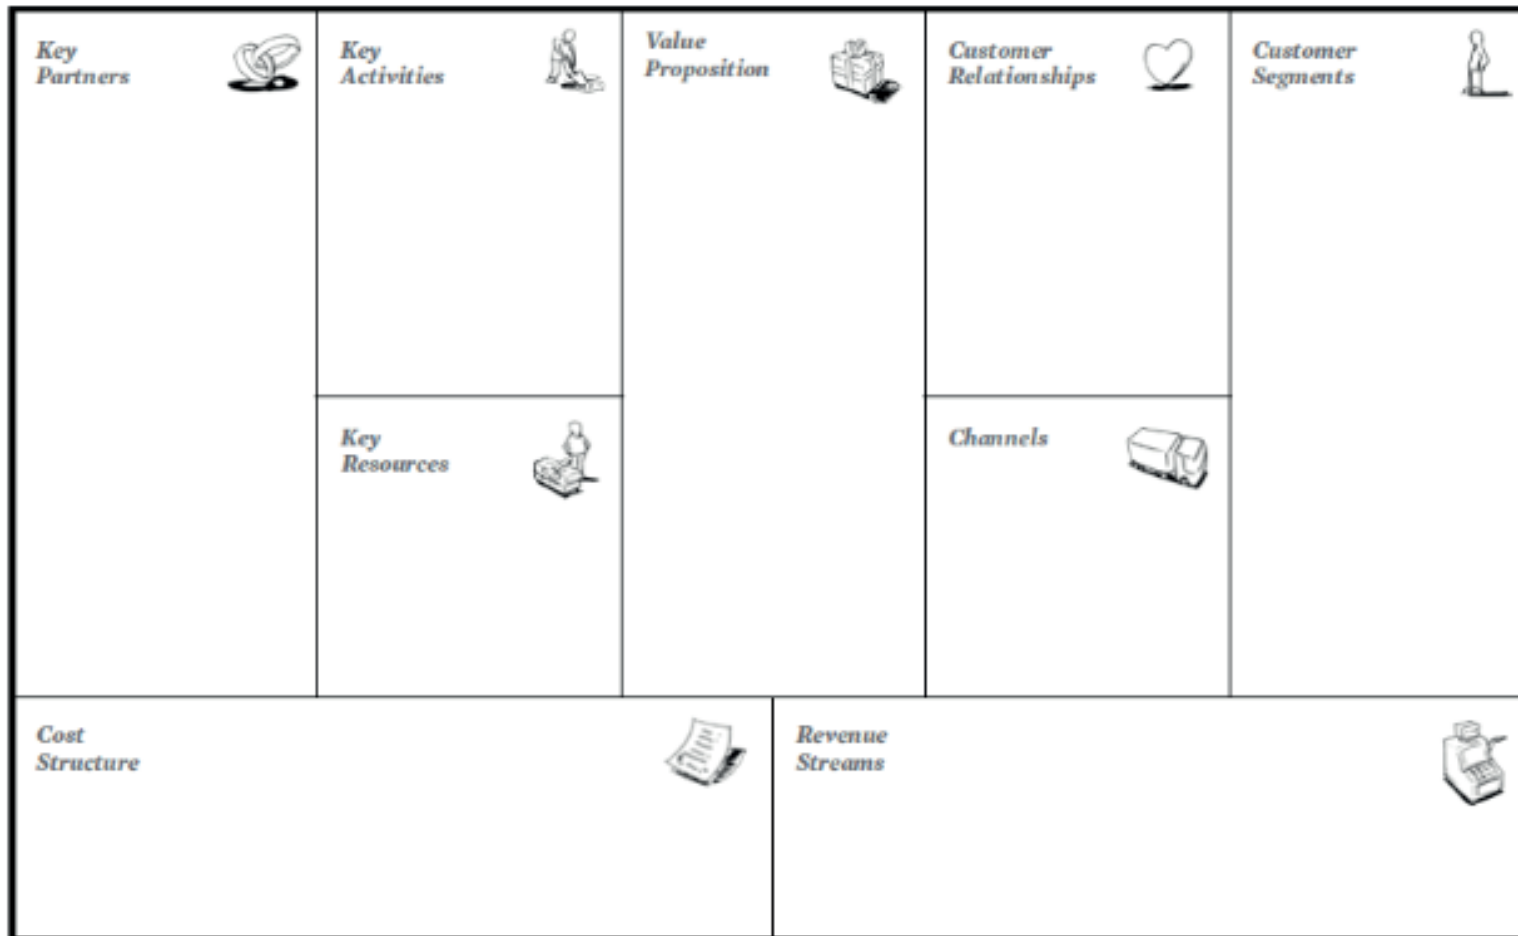 Key
Partners
Key
Activities
Value
Proposition
Customer
Relationships
Customer
Segments
Key
Resources
Channels
Cost
Structure
Revenue
Streams